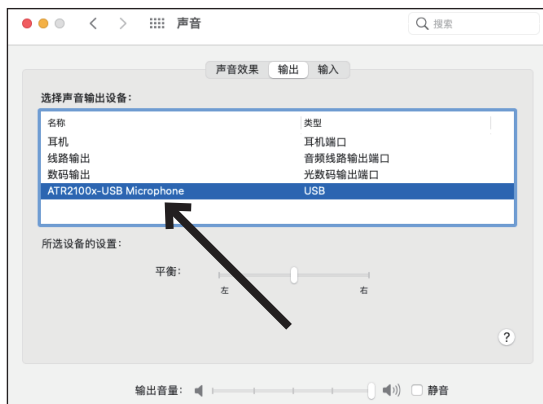 声音
搜索
声音效果 输出 输入
选择声音输出设备：
名称 类型
耳机 耳机端口
线路输出 音频线路输出端口
数码输出 光数码输出端口
ATR2100x-USB Microphone USB
所选设备的设置：
平衡：
左 右
?
输出音量： 静音